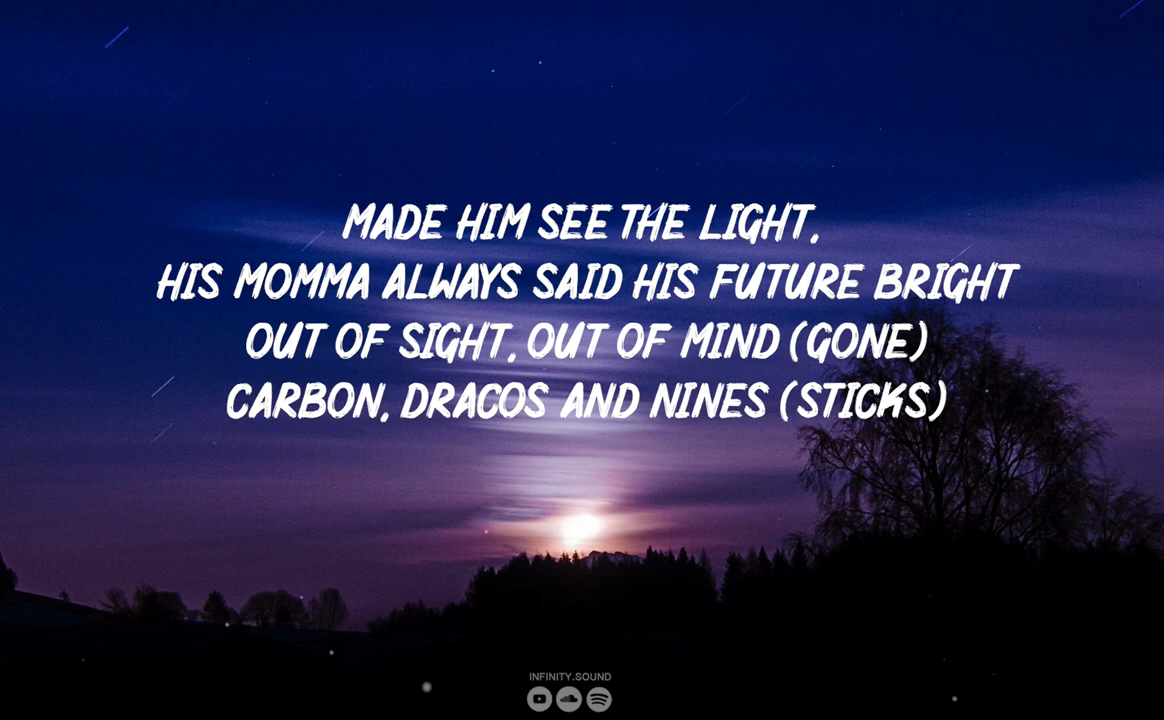 MADE HIM SEE THE LIGHT,
HIS MOMMA ALWAYS SAID HIS FUTURE BRIGHT
OUT OF SIGHT, OUT OF MIND (GONE)
CARBON, DRACOS AND NINES (STICKS)
INFINITY.SOUND